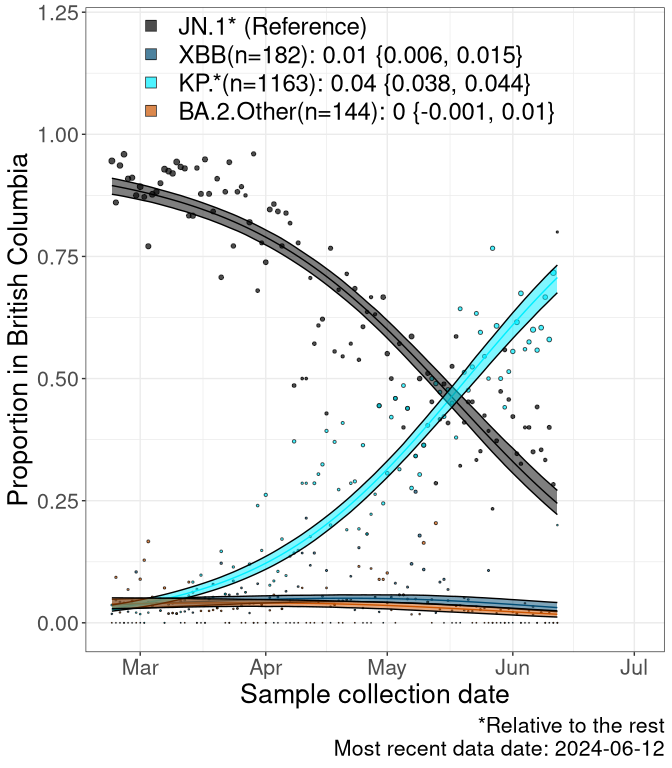 1.25
JN.1* (Reference)
XBB(n=182): 0.01 {0.006, 0.015}
KP.*(n=1163): 0.04 {0.038, 0.044}
BA.2.Other(n=144): 0 {-0.001, 0.01}
1.00
0.75
0.50
0.25
0.00
Proportion in British Columbia
Mar Apr May Jun Jul
Sample collection date
*Relative to the rest
Most recent data date: 2024-06-12